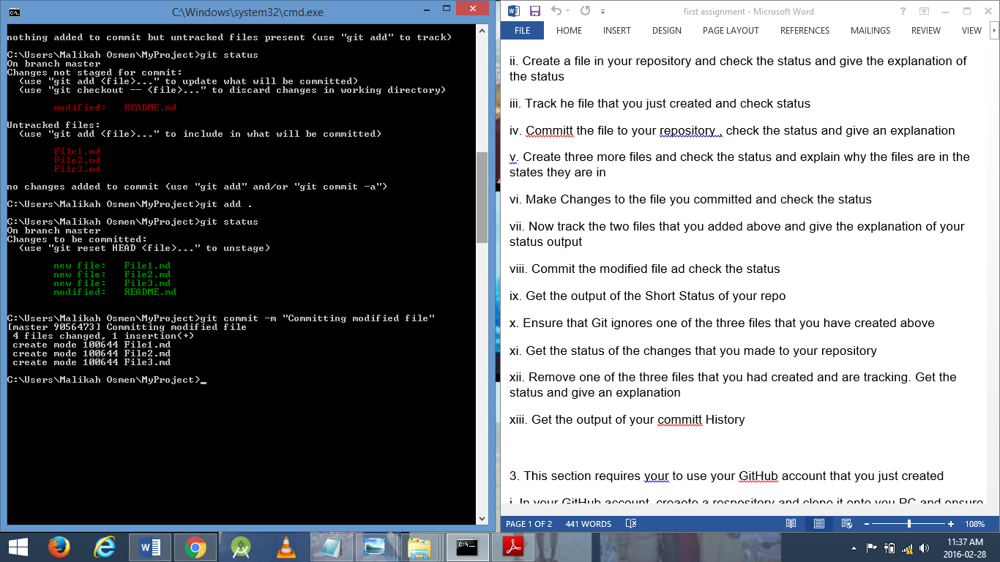 C:\Windows\system32\cmd.exe
nothing added to commit but untracked files present (use "git add" to track)
C:\Users\Malikah Osmen\MyProject>git status
On branch master
Changes not staged for commit:
(use "git add <file>..." to update what will be committed)
(use "git checkout -- <file>..." to discard changes in working directory)
modified: README.md
Untracked files:
(use "git add <file>..." to include in what will be committed)
File1.md
File2.md
File3.md
no changes added to commit (use "git add" and/or "git commit -a")
C:\Users\Malikah Osmen\MyProject>git add .
C:\Users\Malikah Osmen\MyProject>git status
On branch master
Changes to be committed:
(use "git reset HEAD <file>..." to unstage)
new file: File1.md
new file: File2.md
new file: File3.md
modified: README.md
C:\Users\Malikah Osmen\MyProject>git commit -m "Committing modified file"
[master 9056473] Committing modified file
4 files changed, 1 insertion(+)
create mode 100644 File1.md
create mode 100644 File2.md
create mode 100644 File3.md
C:\Users\Malikah Osmen\MyProject>_
first assignment - Microsoft Word
FILE HOME INSERT DESIGN PAGE LAYOUT REFERENCES MAILINGS REVIEW VIEW
ii. Create a file in your repository and check the status and give the explanation of
the status
iii. Track he file that you just created and check status
iv. Committ the file to your repository , check the status and give an explanation
v. Create three more files and check the status and explain why the files are in the
states they are in
vi. Make Changes to the file you committed and check the status
vii. Now track the two files that you added above and give the explanation of your
status output
viii. Commit the modified file ad check the status
ix. Get the output of the Short Status of your repo
x. Ensure that Git ignores one of the three files that you have created above
xi. Get the status of the changes that you made to your repository
xii. Remove one of the three files that you had created and are tracking. Get the
status and give an explanation
xiii. Get the output of your committ History
3. This section requires your to use your GitHub account that you just created
i. In your GitHub account, create a respository and clone it onto you PC and ensure
PAGE 1 OF 2 441 WORDS 108%
11:37 AM
2016-02-28